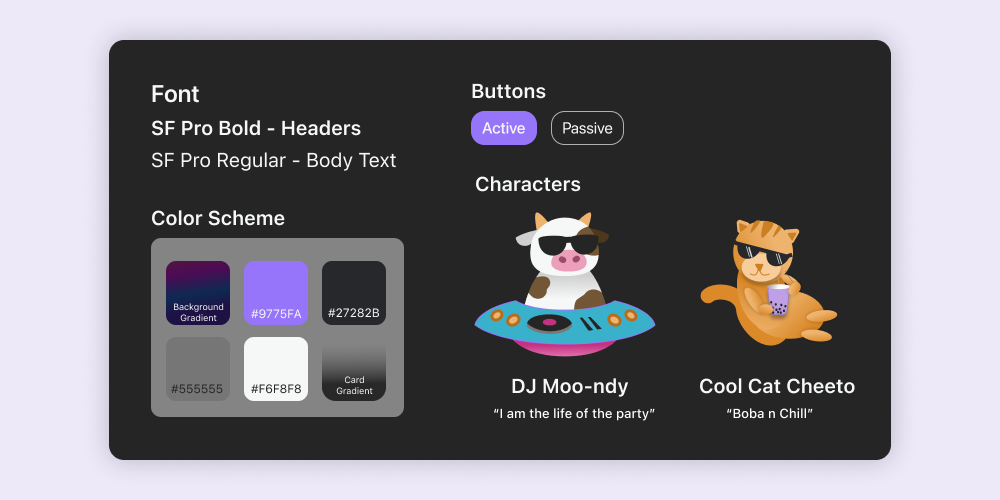 Font
SF Pro Bold - Headers
SF Pro Regular - Body Text
Color Scheme
Background
Gradient
#9775FA
#27282B
#555555
#F6F8F8
Card
Gradient
Buttons
Active
Passive
Characters
DJ Moo-ndy
“I am the life of the party”
Cool Cat Cheeto
“Boba n Chill”